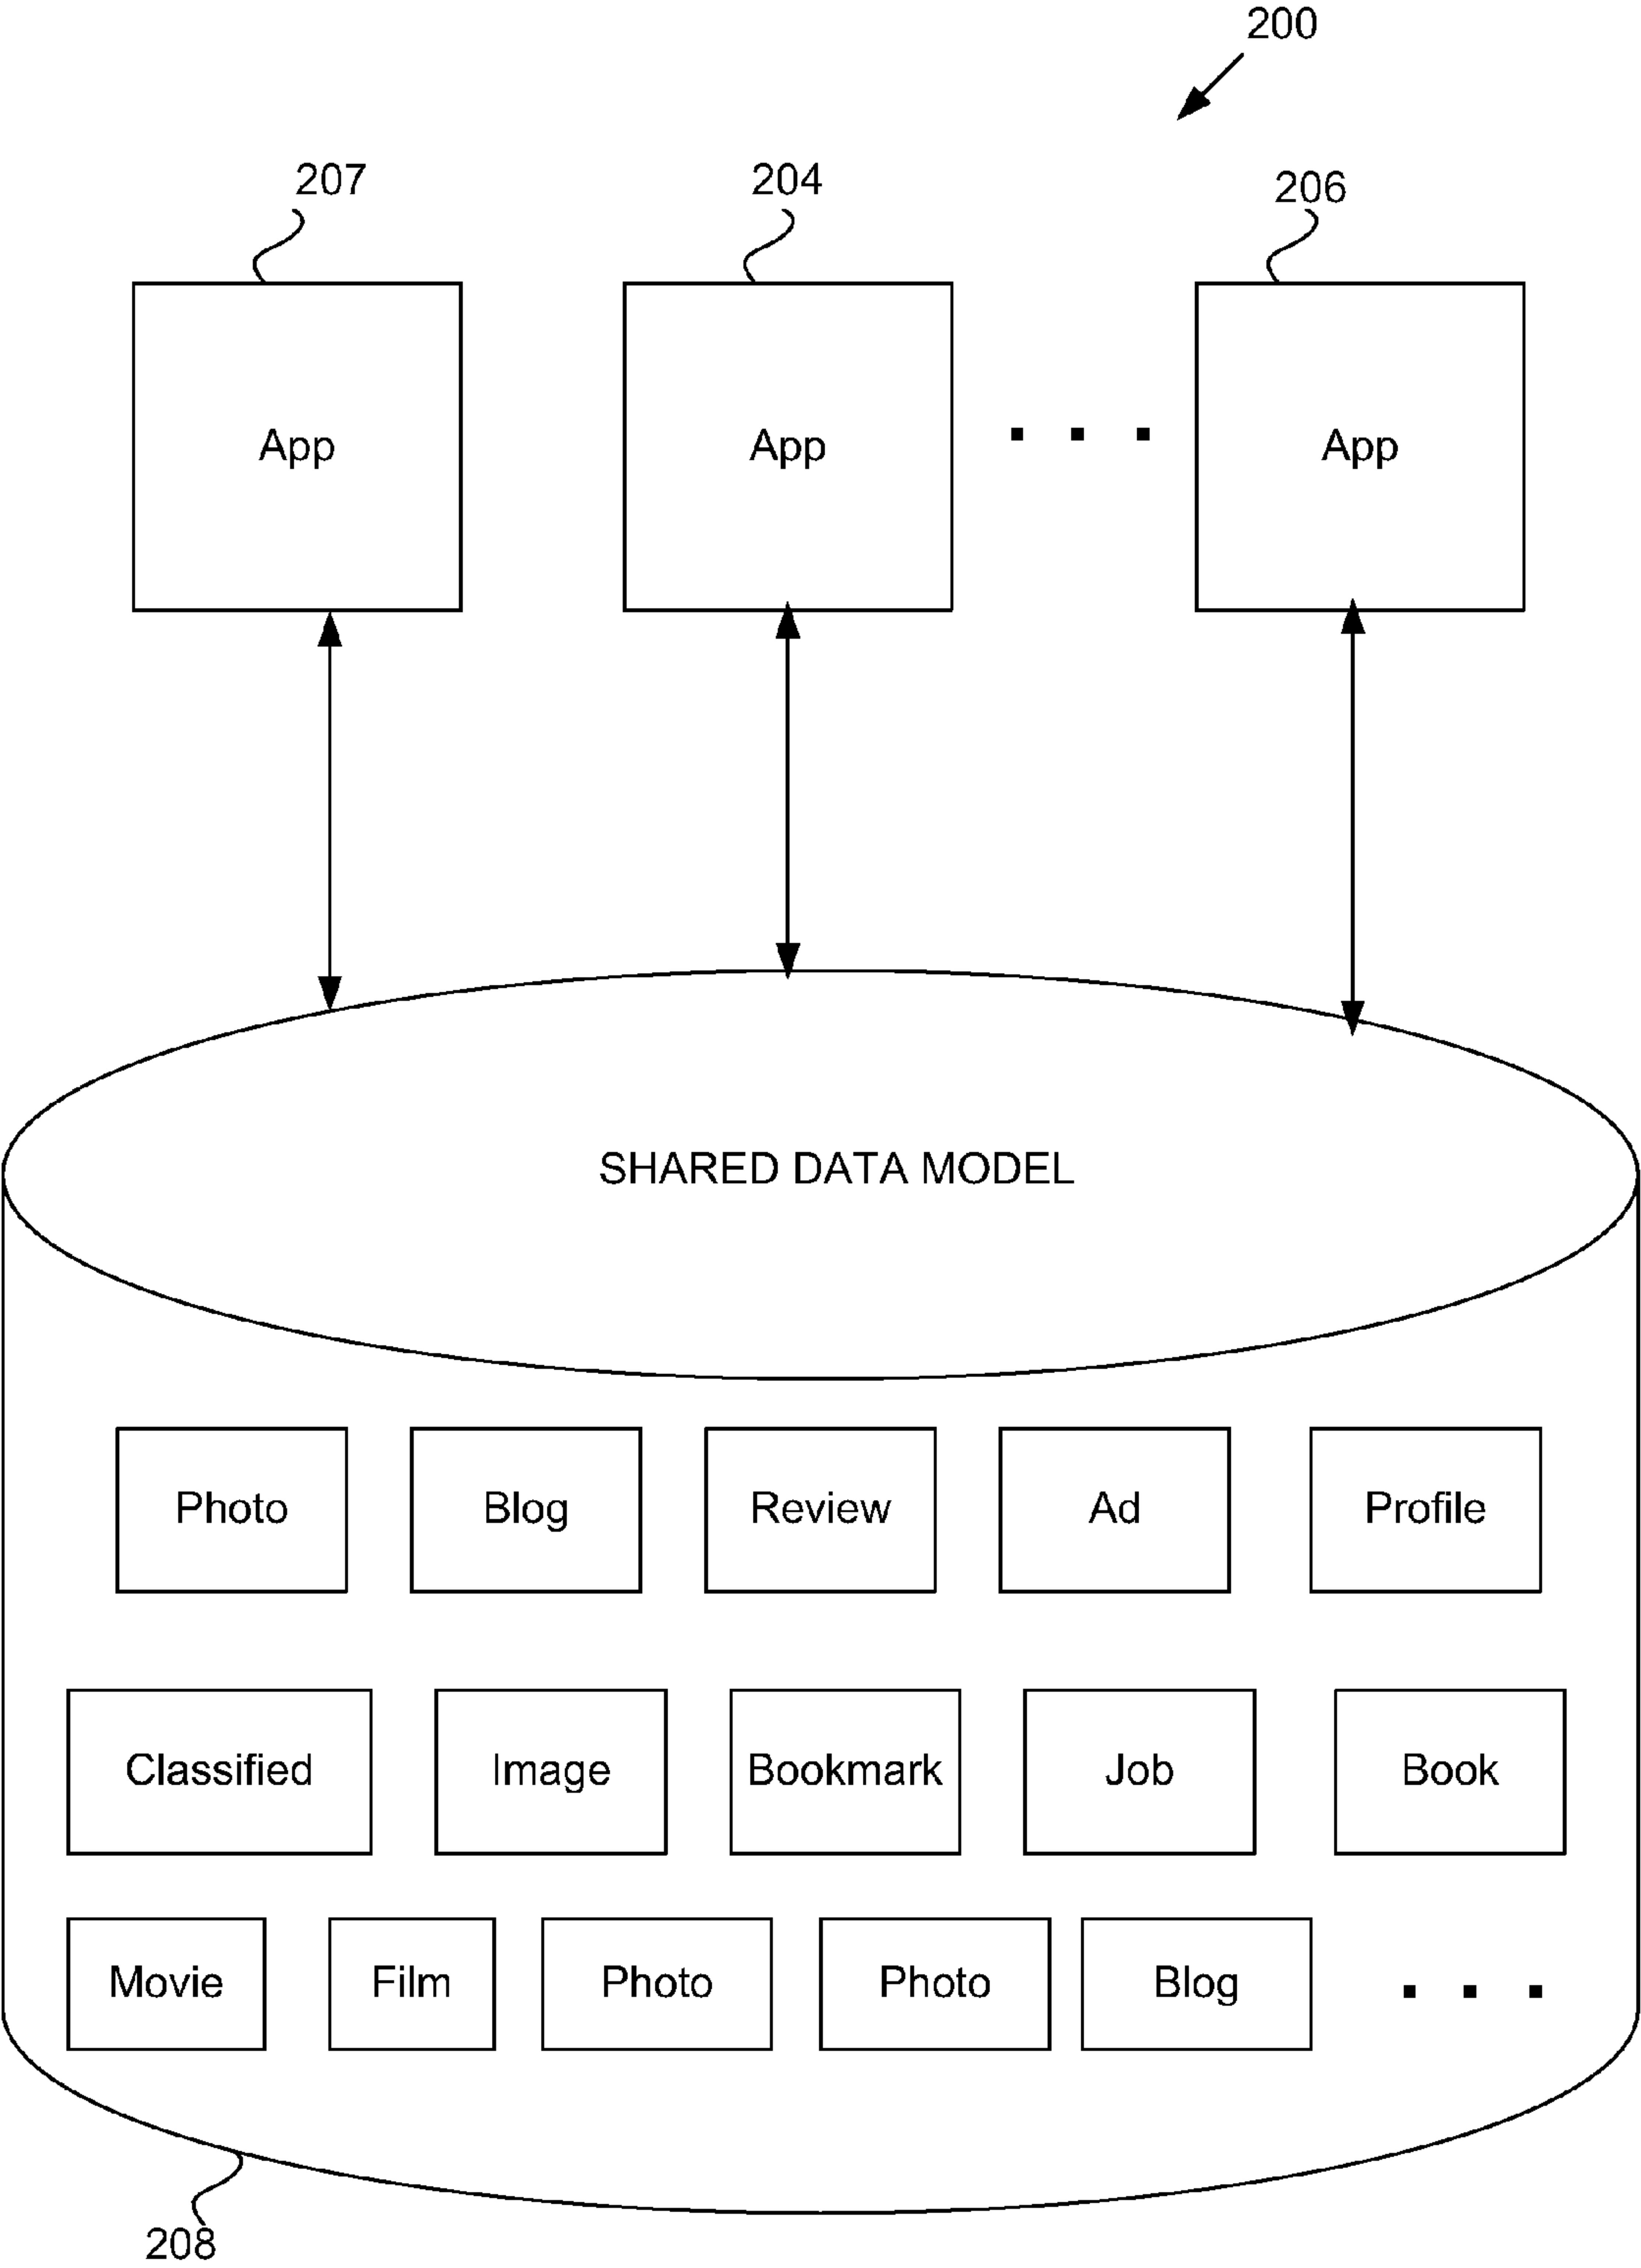 200
207 204 206
App App App
SHARED DATA MODEL
Photo Blog Review Ad Profile
Classified Image Bookmark Job Book
Movie Film Photo Photo Blog
208